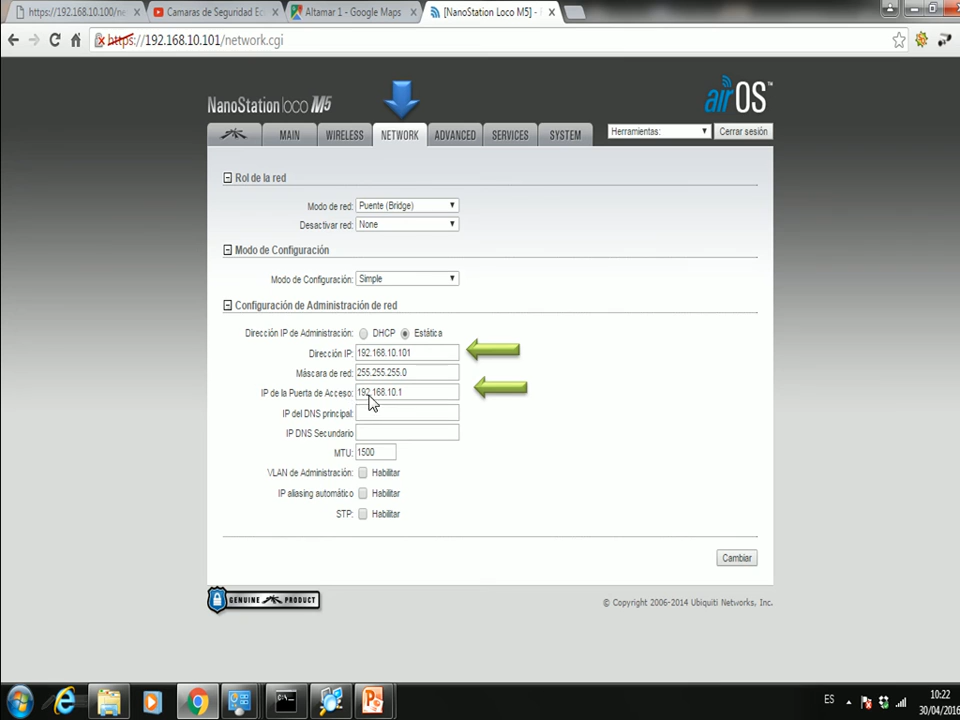 https://192.168.10.100/ne
Camaras de Seguridad Ec
Altamar 1 - Google Maps
[NanoStation Loco M5] -
https://192.168.10.101/network.cgi
NanoStation loco M5
airOS™
MAIN
WIRELESS
NETWORK
ADVANCED
SERVICES
SYSTEM
Herramientas:
Cerrar sesión
Rol de la red
Modo de red: Puente (Bridge)
Desactivar red: None
Modo de Configuración
Modo de Configuración: Simple
Configuración de Administración de red
Dirección IP de Administración: DHCP Estática
Dirección IP: 192.168.10.101
Máscara de red: 255.255.255.0
IP de la Puerta de Acceso: 192.168.10.1
IP del DNS principal:
IP DNS Secundario
MTU: 1500
VLAN de Administración: Habilitar
IP aliasing automático Habilitar
STP: Habilitar
Cambiar
GENUINE PRODUCT
© Copyright 2006-2014 Ubiquiti Networks, Inc.
ES
10:22
30/04/2016